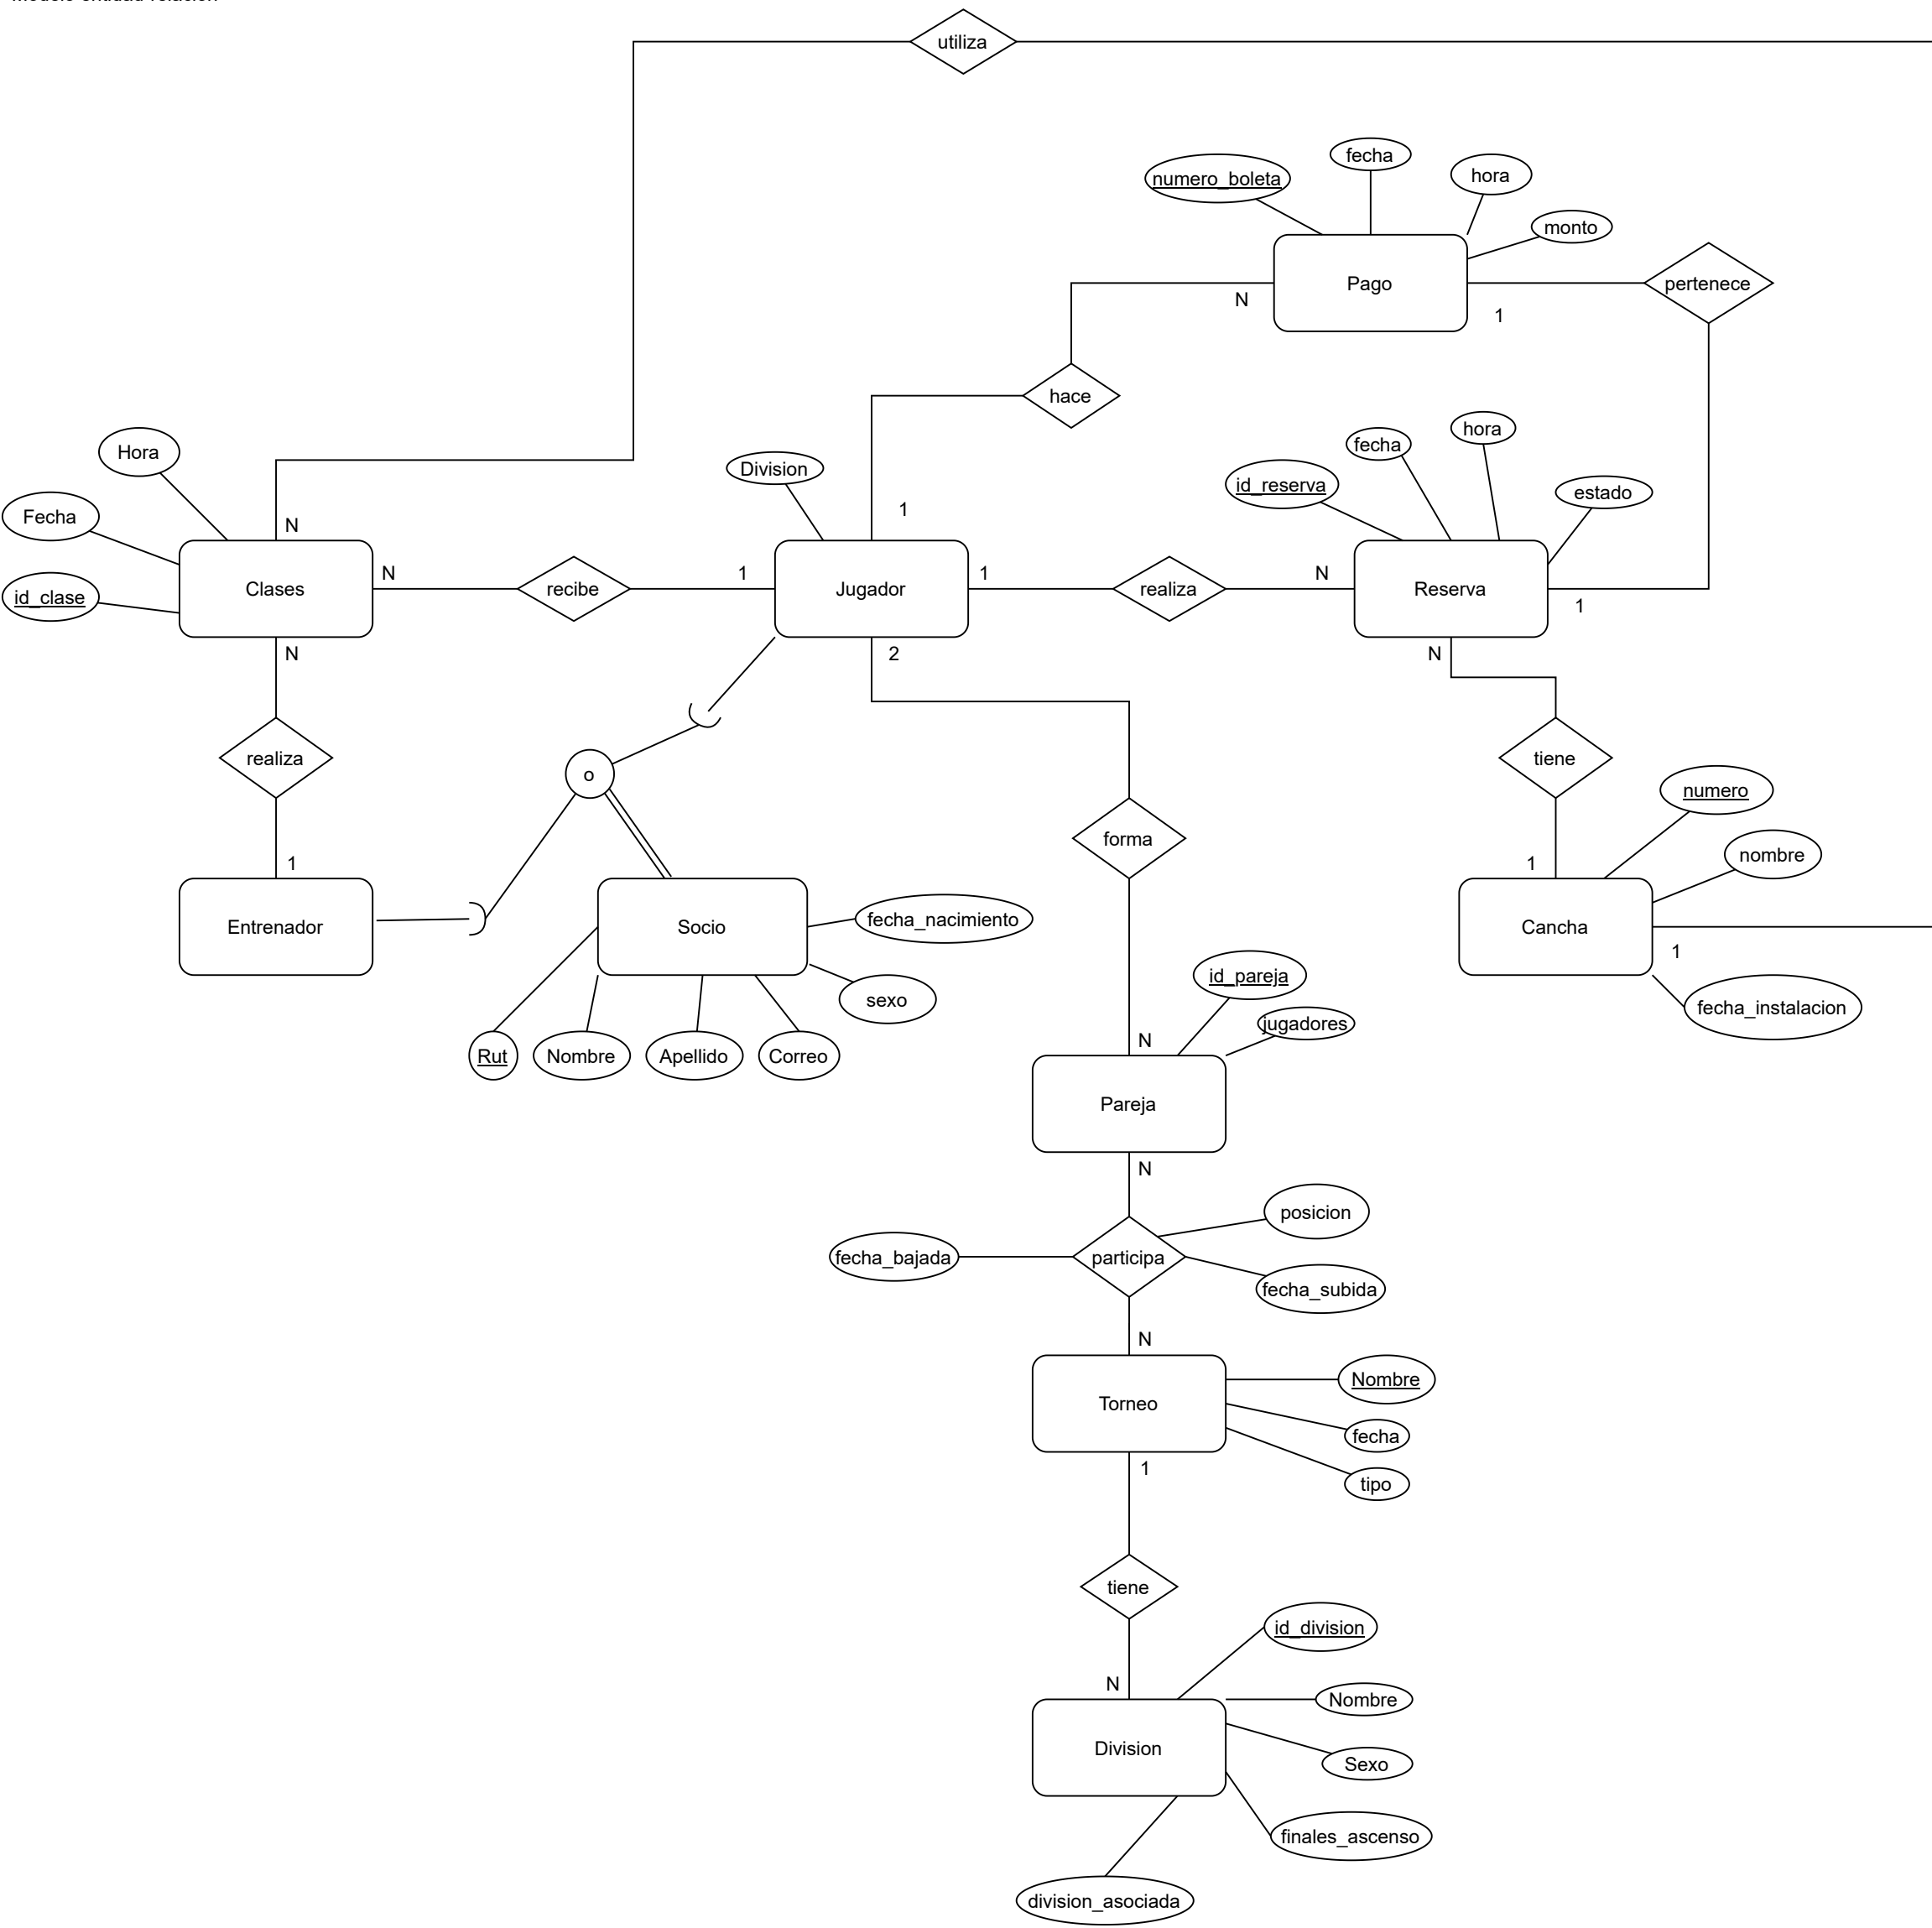 Modelo entidad-relación
utiliza
fecha
numero_boleta
hora
monto
Pago
pertenece
N
1
hace
Hora
Division
fecha
hora
id_reserva
estado
Fecha
1
N
id_clase
Clases
N
recibe
1
Jugador
1
realiza
N
Reserva
1
N
2
N
realiza
o
tiene
numero
forma
nombre
1
1
Entrenador
Socio
fecha_nacimiento
Cancha
1
id_pareja
sexo
fecha_instalacion
jugadores
Rut
Nombre
Apellido
Correo
N
Pareja
N
posicion
fecha_bajada
participa
fecha_subida
N
Nombre
Torneo
fecha
1
tipo
tiene
id_division
N
Nombre
Division
Sexo
finales_ascenso
division_asociada